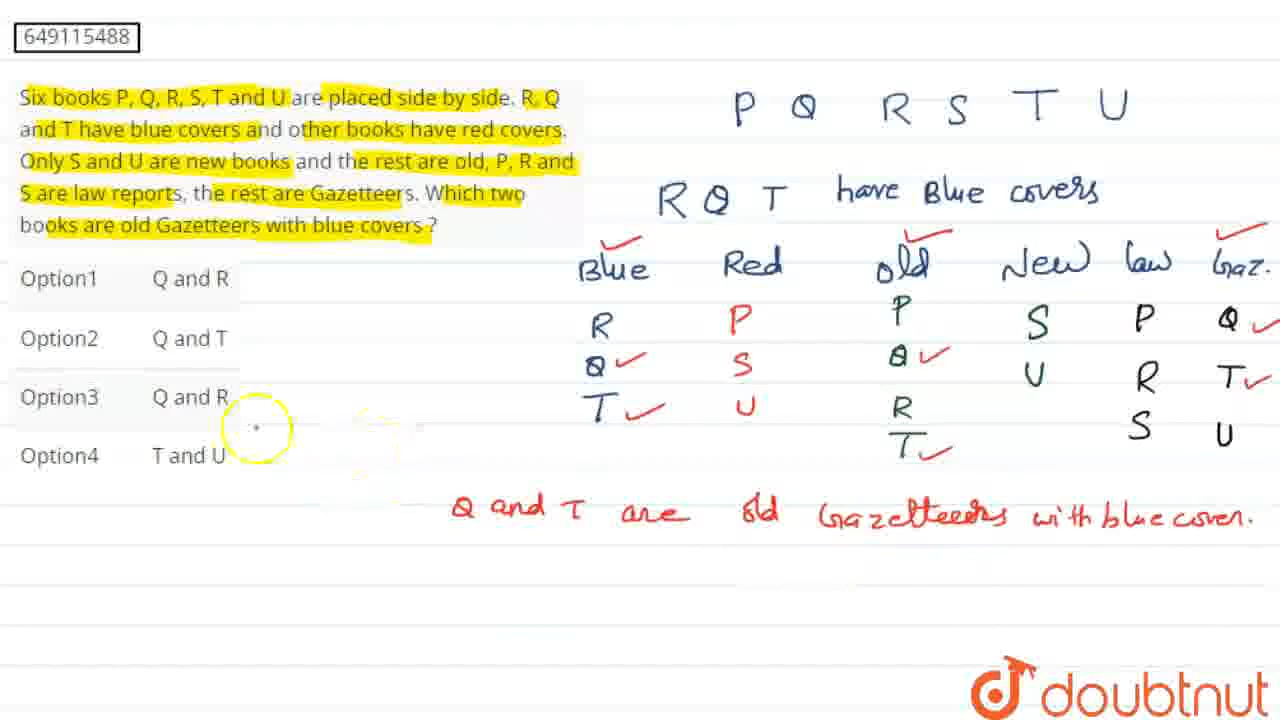 649115488
Six books P, Q, R, S, T and U are placed side by side. R, Q
and T have blue covers and other books have red covers.
Only S and U are new books and the rest are old, P, R and
S are law reports, the rest are Gazetteers. Which two
books are old Gazetteers with blue covers ?
Option1 Q and R
Option2 Q and T
Option3 Q and R
Option4 T and U
P Q R S T U
R Q T have Blue covers
Blue Red old New law Gaz.
R P P S P Q
Q S Q U R T
T U R S U
T
Q and T are old Gazetteers with blue cover.
doubtnut